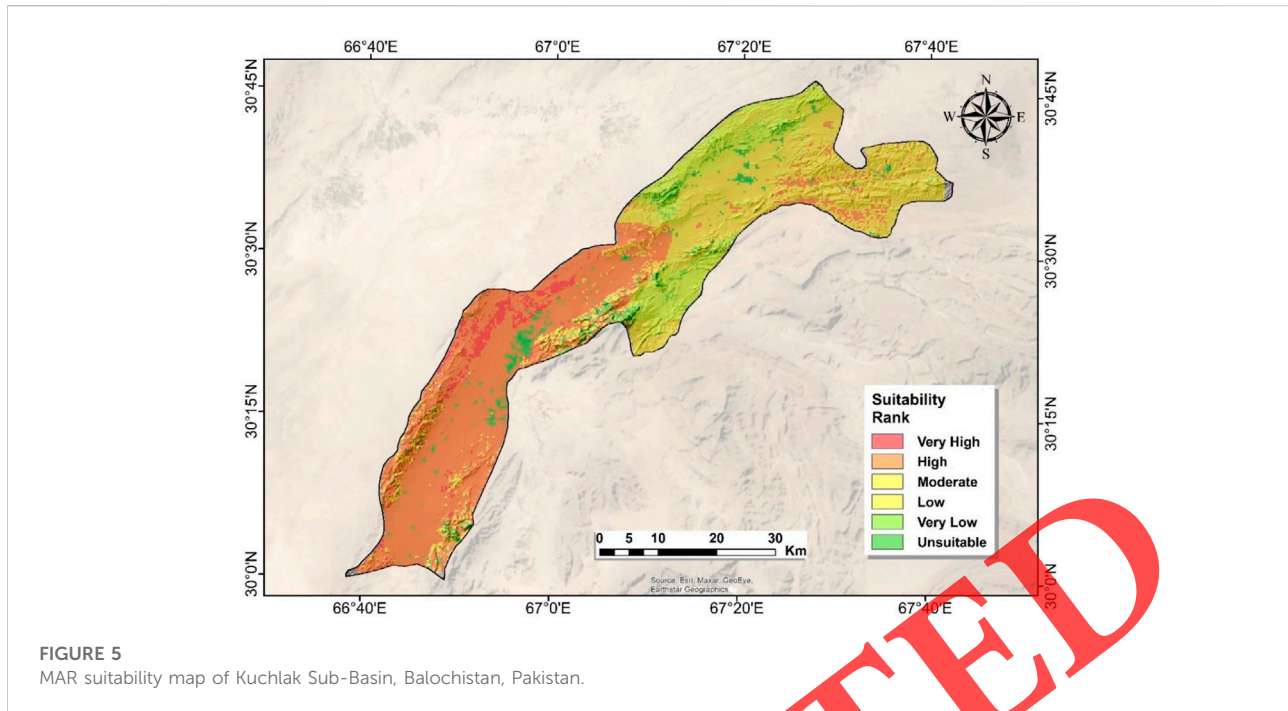 66°40'E 67°0'E 67°20'E 67°40'E
30°45'N
30°45'N
N
W E
S
30°30'N
30°30'N
30°15'N
30°15'N
Suitability
Rank
Very High
High
Moderate
Low
Very Low
Unsuitable
0 2.5 5 10 20 30
Km
Source: Esri, Maxar, GeoEye,
Earthstar Geographics
30°0'N
30°0'N
66°40'E 67°0'E 67°20'E 67°40'E
TED
FIGURE 5
MAR suitability map of Kuchlak Sub-Basin, Balochistan, Pakistan.